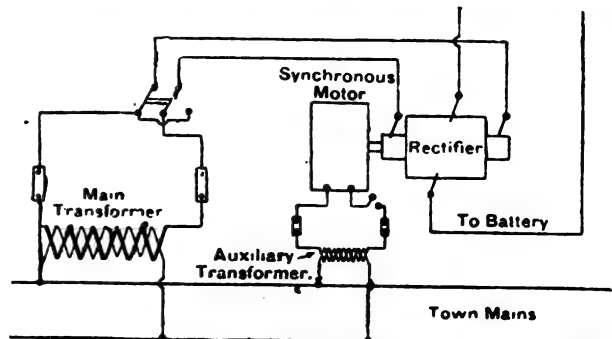 Synchronous
Motor
Rectifier
Main
Transformer
To Battery
Auxiliary
Transformer.
Town Mains